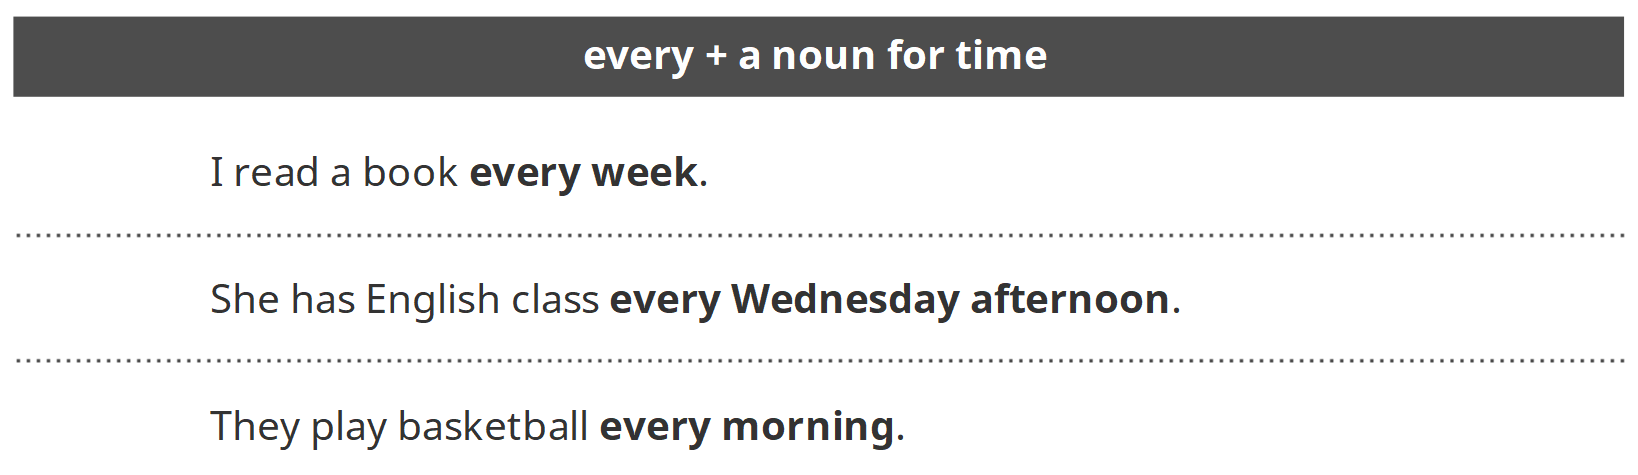 every + a noun for time
I read a book every week.
She has English class every Wednesday afternoon.
They play basketball every morning.